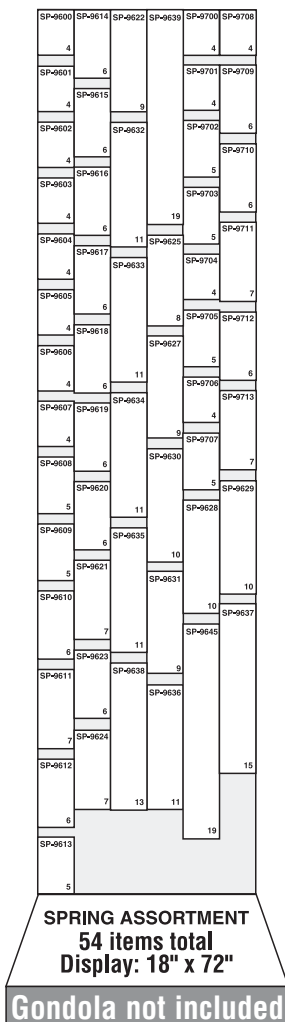 SP-9600
4
SP-9601
4
SP-9602
4
SP-9603
4
SP-9604
4
SP-9605
4
SP-9606
4
SP-9607
4
SP-9608
5
SP-9609
5
SP-9610
6
SP-9611
7
SP-9612
6
SP-9613
5
SP-9614
6
SP-9615
6
SP-9616
6
SP-9617
6
SP-9618
6
SP-9619
6
SP-9620
6
SP-9621
7
SP-9623
6
SP-9624
7
SP-9622
9
SP-9632
11
SP-9633
11
SP-9634
11
SP-9635
11
SP-9638
13
SP-9639
19
SP-9625
8
SP-9627
9
SP-9630
10
SP-9631
9
SP-9636
11
SP-9700
4
SP-9701
4
SP-9702
5
SP-9703
5
SP-9704
4
SP-9705
5
SP-9706
4
SP-9707
5
SP-9628
10
SP-9645
19
SP-9708
4
SP-9709
6
SP-9710
6
SP-9711
7
SP-9712
6
SP-9713
7
SP-9629
10
SP-9637
15
SPRING ASSORTMENT
54 items total
Display: 18" x 72"
Gondola not included